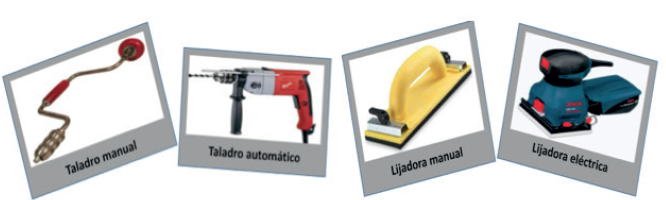 Taladro manual
Taladro automático
Lijadora manual
Lijadora eléctrica